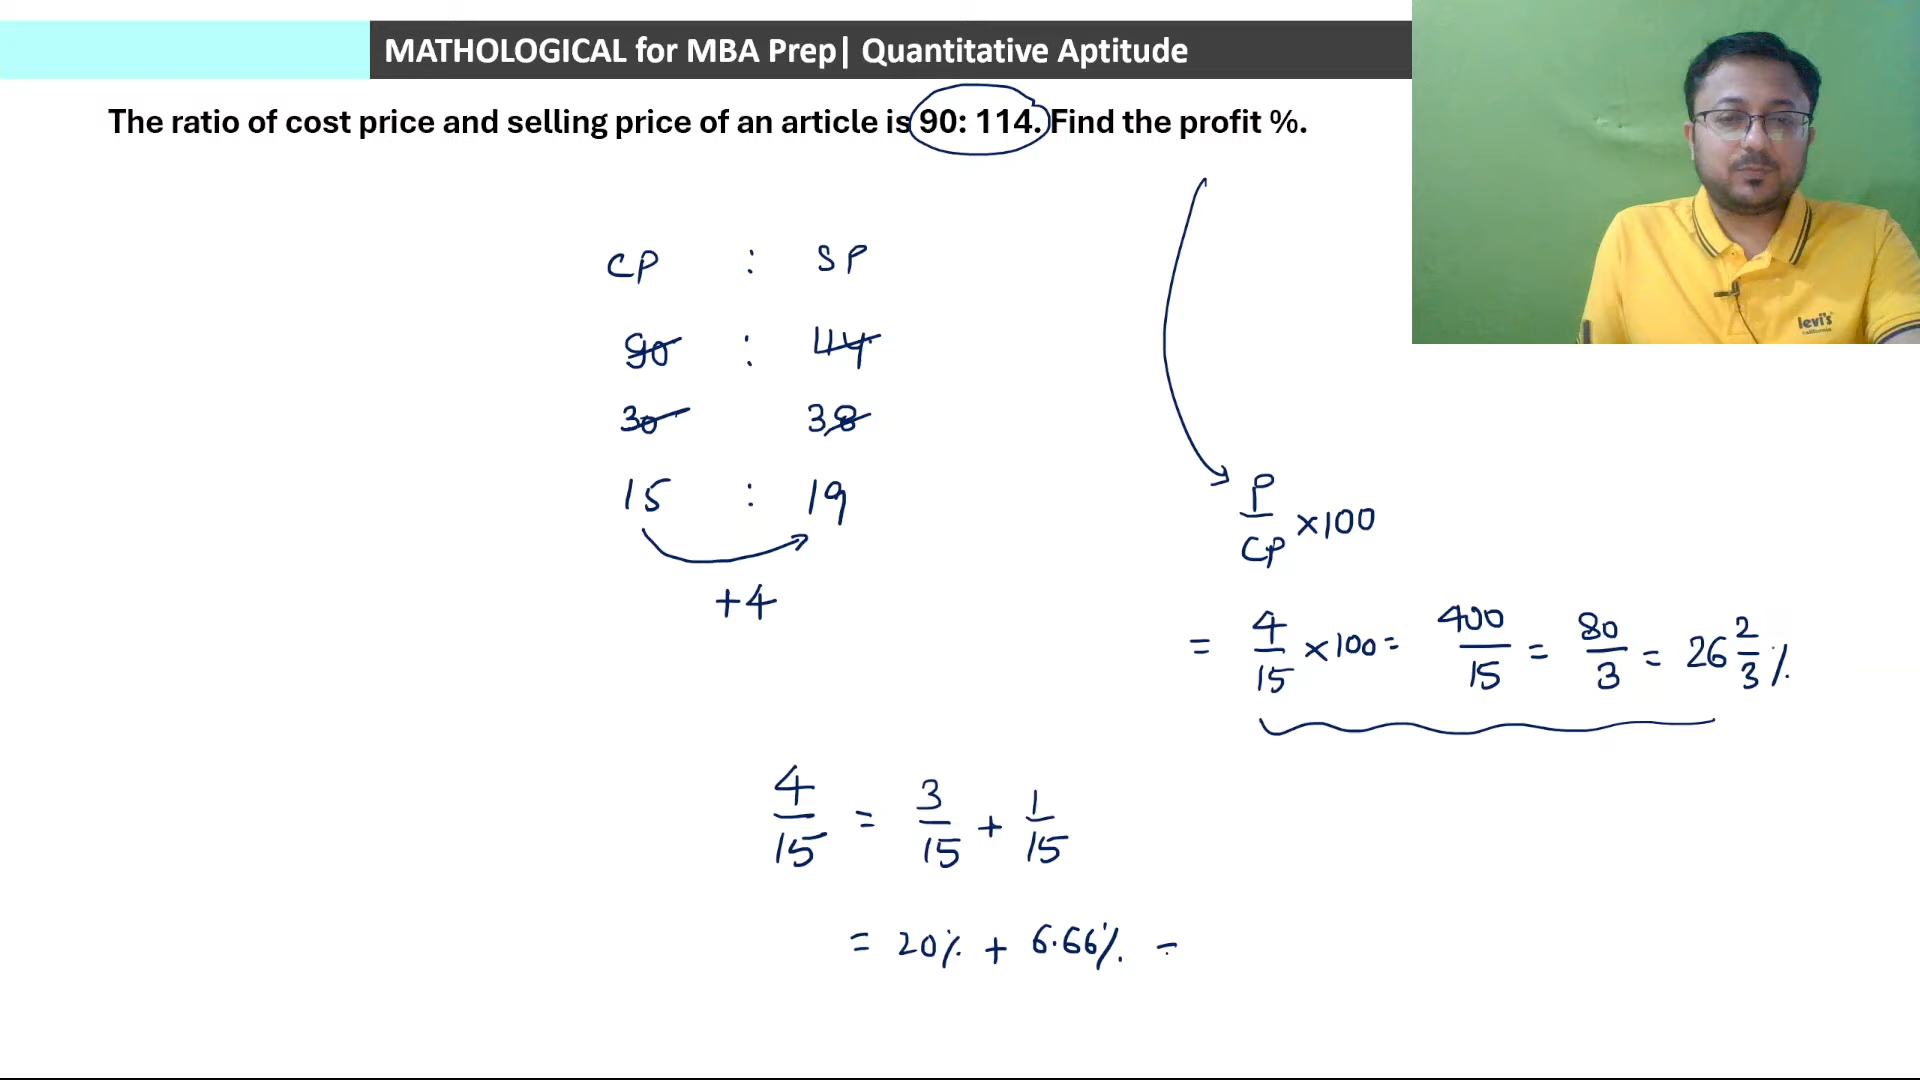 MATHOLOGICAL for MBA Prep| Quantitative Aptitude
The ratio of cost price and selling price of an article is 90: 114. Find the profit %.
levi's
california
CP : SP
90 : 114
30 38
15 : 19
+4
P/CP ×100
= 4/15 ×100 = 400/15 = 80/3 = 26 2/3 %
4/15 = 3/15 + 1/15
= 20% + 6.66% =